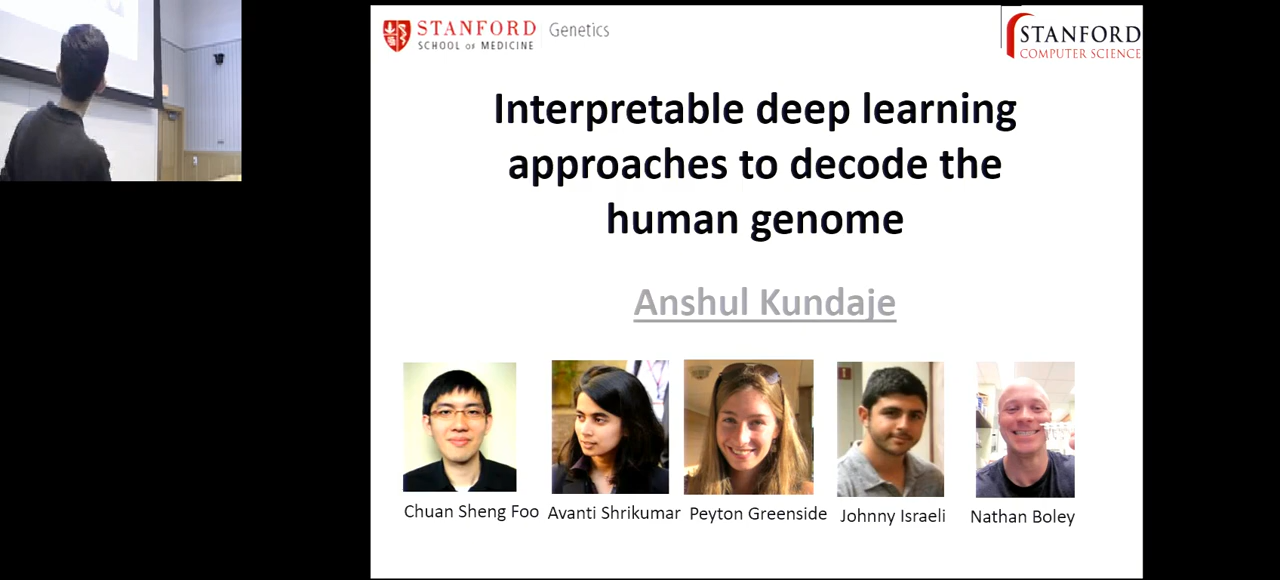 STANFORD
SCHOOL OF MEDICINE
Genetics
STANFORD
COMPUTER SCIENCE
Interpretable deep learning
approaches to decode the
human genome
Anshul Kundaje
Chuan Sheng Foo
Avanti Shrikumar
Peyton Greenside
Johnny Israeli
Nathan Boley